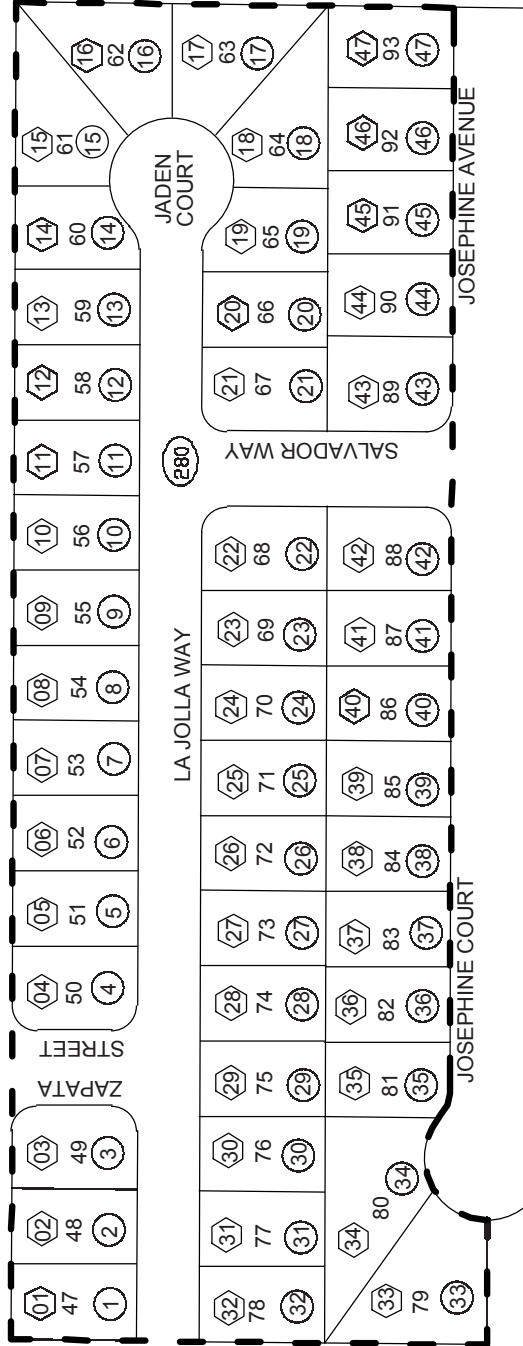 01 02 03 04 05 06 07 08 09 10 11 12 13 14 15 16
47 48 49 50 51 52 53 54 55 56 57 58 59 60 61 62
1 2 3 4 5 6 7 8 9 10 11 12 13 14 15 16
ZAPATA STREET
LA JOLLA WAY
280
JADEN
COURT
17
63
17
18
64
18
32 31 30 29 28 27 26 25 24 23 22 21 20 19
78 77 76 75 74 73 72 71 70 69 68 67 66 65
32 31 30 29 28 27 26 25 24 23 22 21 20 19
SALVADOR WAY
33 34 35 36 37 38 39 40 41 42 43 44 45 46 47
79 80 81 82 83 84 85 86 87 88 89 90 91 92 93
33 34 35 36 37 38 39 40 41 42 43 44 45 46 47
JOSEPHINE COURT
JOSEPHINE AVENUE